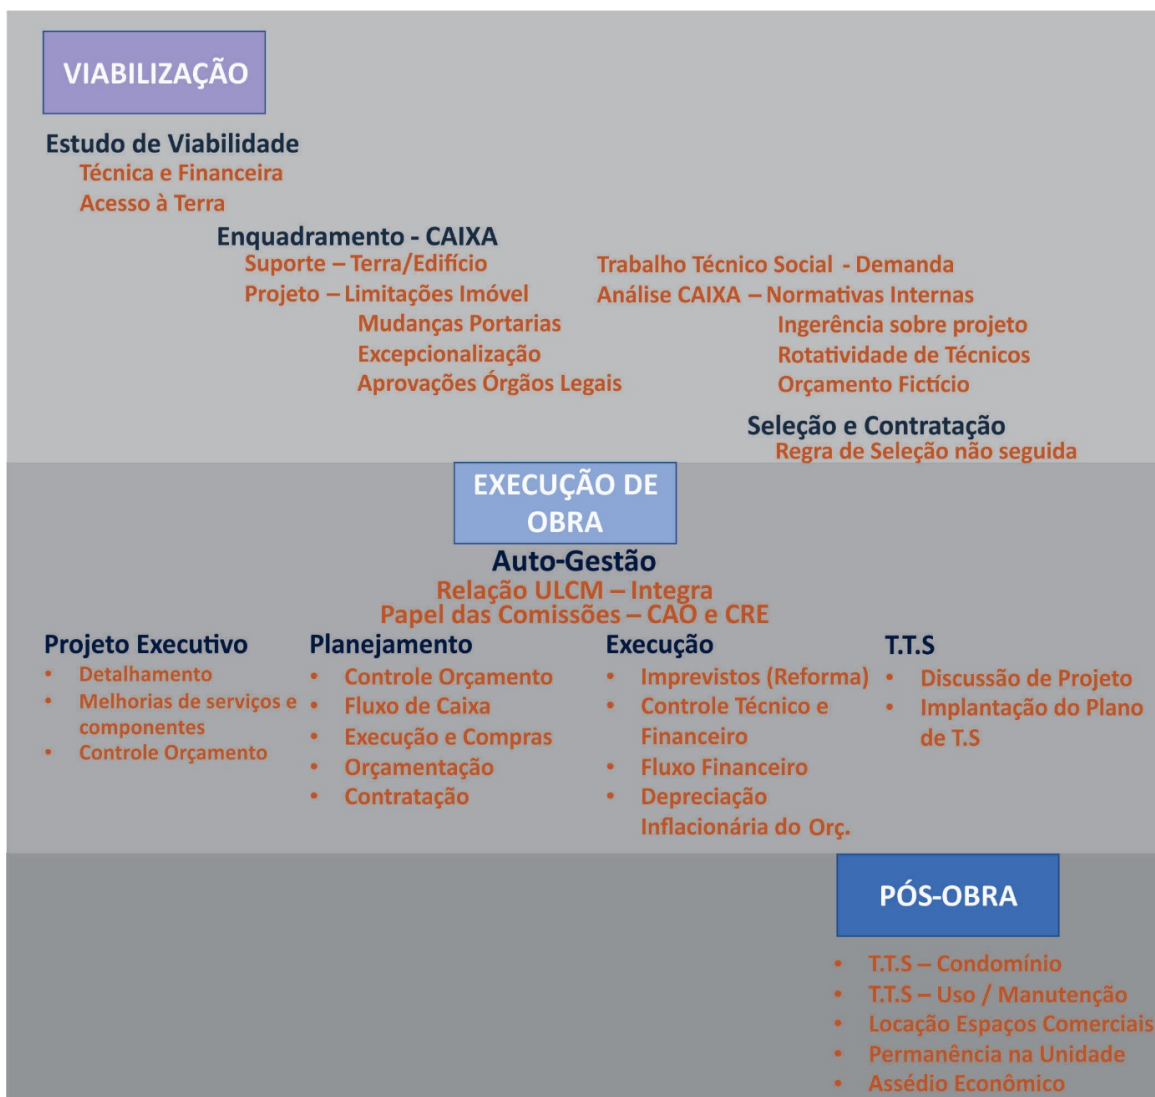 VIABILIZAÇÃO
Estudo de Viabilidade
Técnica e Financeira
Acesso à Terra
Enquadramento - CAIXA
Suporte – Terra/Edifício
Projeto – Limitações Imóvel
Mudanças Portarias
Excepcionalização
Aprovações Órgãos Legais
Trabalho Técnico Social - Demanda
Análise CAIXA – Normativas Internas
Ingerência sobre projeto
Rotatividade de Técnicos
Orçamento Fictício
Seleção e Contratação
Regra de Seleção não seguida
EXECUÇÃO DE
OBRA
Auto-Gestão
Relação ULCM – Integra
Papel das Comissões – CAO e CRE
Projeto Executivo
• Detalhamento
• Melhorias de serviços e
componentes
• Controle Orçamento
Planejamento
• Controle Orçamento
• Fluxo de Caixa
• Execução e Compras
• Orçamentação
• Contratação
Execução
• Imprevistos (Reforma)
• Controle Técnico e
Financeiro
• Fluxo Financeiro
• Depreciação
Inflacionária do Orç.
T.T.S
• Discussão de Projeto
• Implantação do Plano
de T.S
PÓS-OBRA
• T.T.S – Condomínio
• T.T.S – Uso / Manutenção
• Locação Espaços Comerciais
• Permanência na Unidade
• Assédio Econômico